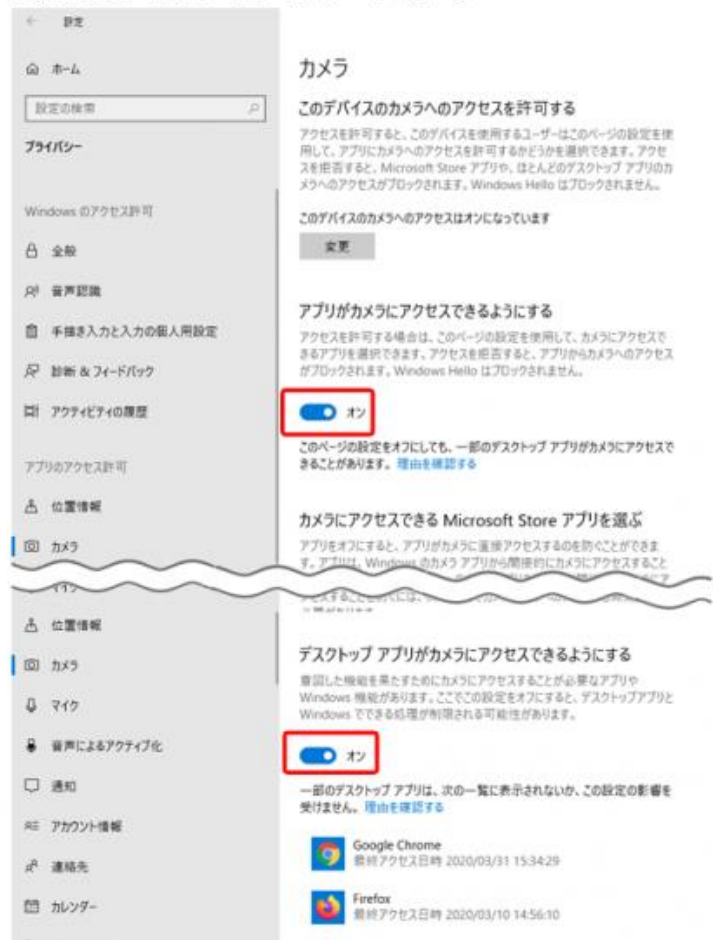 設定
ホーム
設定の検索
プライバシー
Windows のアクセス許可
全般
音声認識
手描き入力と入力の個人用設定
診断 & フィードバック
アクティビティの履歴
アプリのアクセス許可
位置情報
カメラ
カメラ
このデバイスのカメラへのアクセスを許可する
アクセスを許可すると、このデバイスを使用するユーザーはこのページの設定を使
用して、アプリにカメラへのアクセスを許可するかどうかを選択できます。アクセ
スを拒否すると、Microsoft Store アプリや、ほとんどのデスクトップ アプリのカ
メラへのアクセスがブロックされます。Windows Hello はブロックされません。
このデバイスのカメラへのアクセスはオンになっています
変更
アプリがカメラにアクセスできるようにする
アクセスを許可する場合は、このページの設定を使用して、カメラにアクセスで
きるアプリを選択できます。アクセスを拒否すると、アプリからカメラへのアクセス
がブロックされます。Windows Hello はブロックされません。
オン
このページの設定をオフにしても、一部のデスクトップ アプリがカメラにアクセスで
きることがあります。 理由を確認する
カメラにアクセスできる Microsoft Store アプリを選ぶ
アプリをオフにすると、アプリがカメラに直接アクセスするのを防ぐことができま
す。アプリは、Windows のカメラ アプリから間接的にカメラにアクセスすること
位置情報
カメラ
マイク
音声によるアクティブ化
通知
アカウント情報
連絡先
カレンダー
デスクトップ アプリがカメラにアクセスできるようにする
意図した機能を果たすためにカメラにアクセスすることが必要なアプリや
Windows 機能があります。ここでこの設定をオフにすると、デスクトップアプリと
Windows でできる処理が制限される可能性があります。
オン
一部のデスクトップ アプリは、次の一覧に表示されないか、この設定の影響を
受けません。 理由を確認する
Google Chrome
最終アクセス日時 2020/03/31 15:34:29
Firefox
最終アクセス日時 2020/03/10 14:56:10